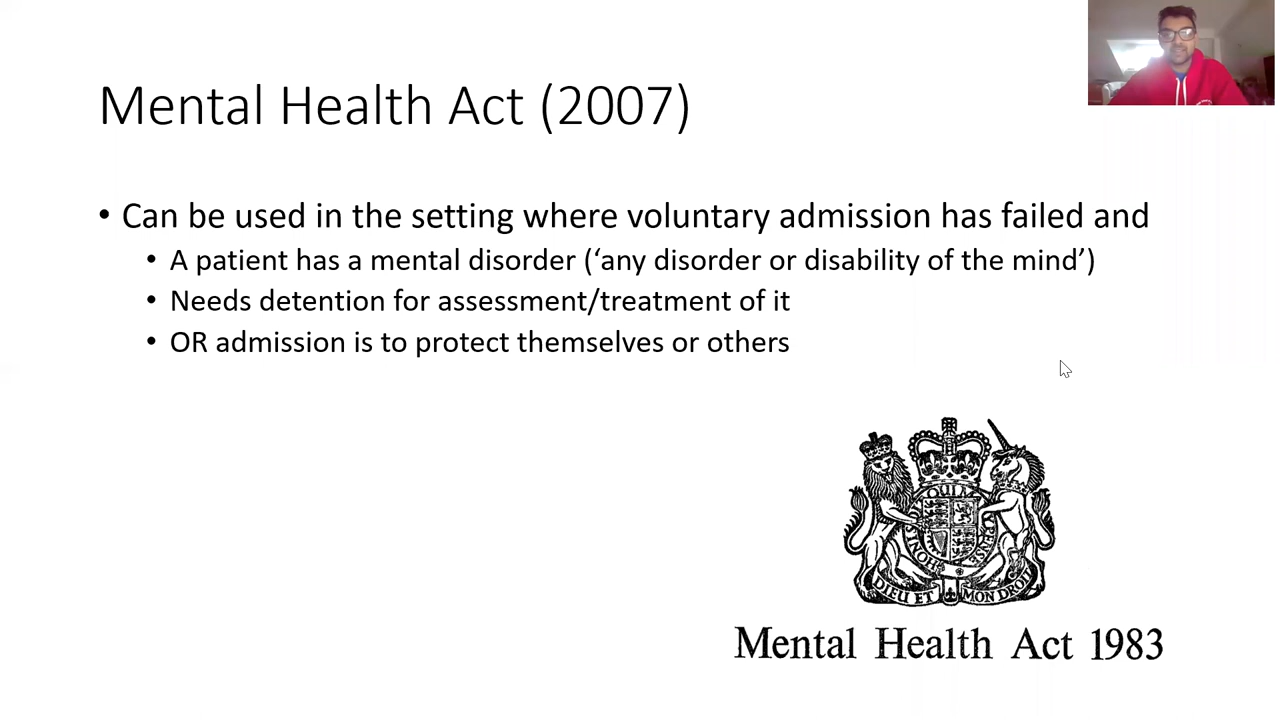 Mental Health Act (2007)
• Can be used in the setting where voluntary admission has failed and
• A patient has a mental disorder (‘any disorder or disability of the mind’)
• Needs detention for assessment/treatment of it
• OR admission is to protect themselves or others
DIEU ET MON DROIT
Mental Health Act 1983